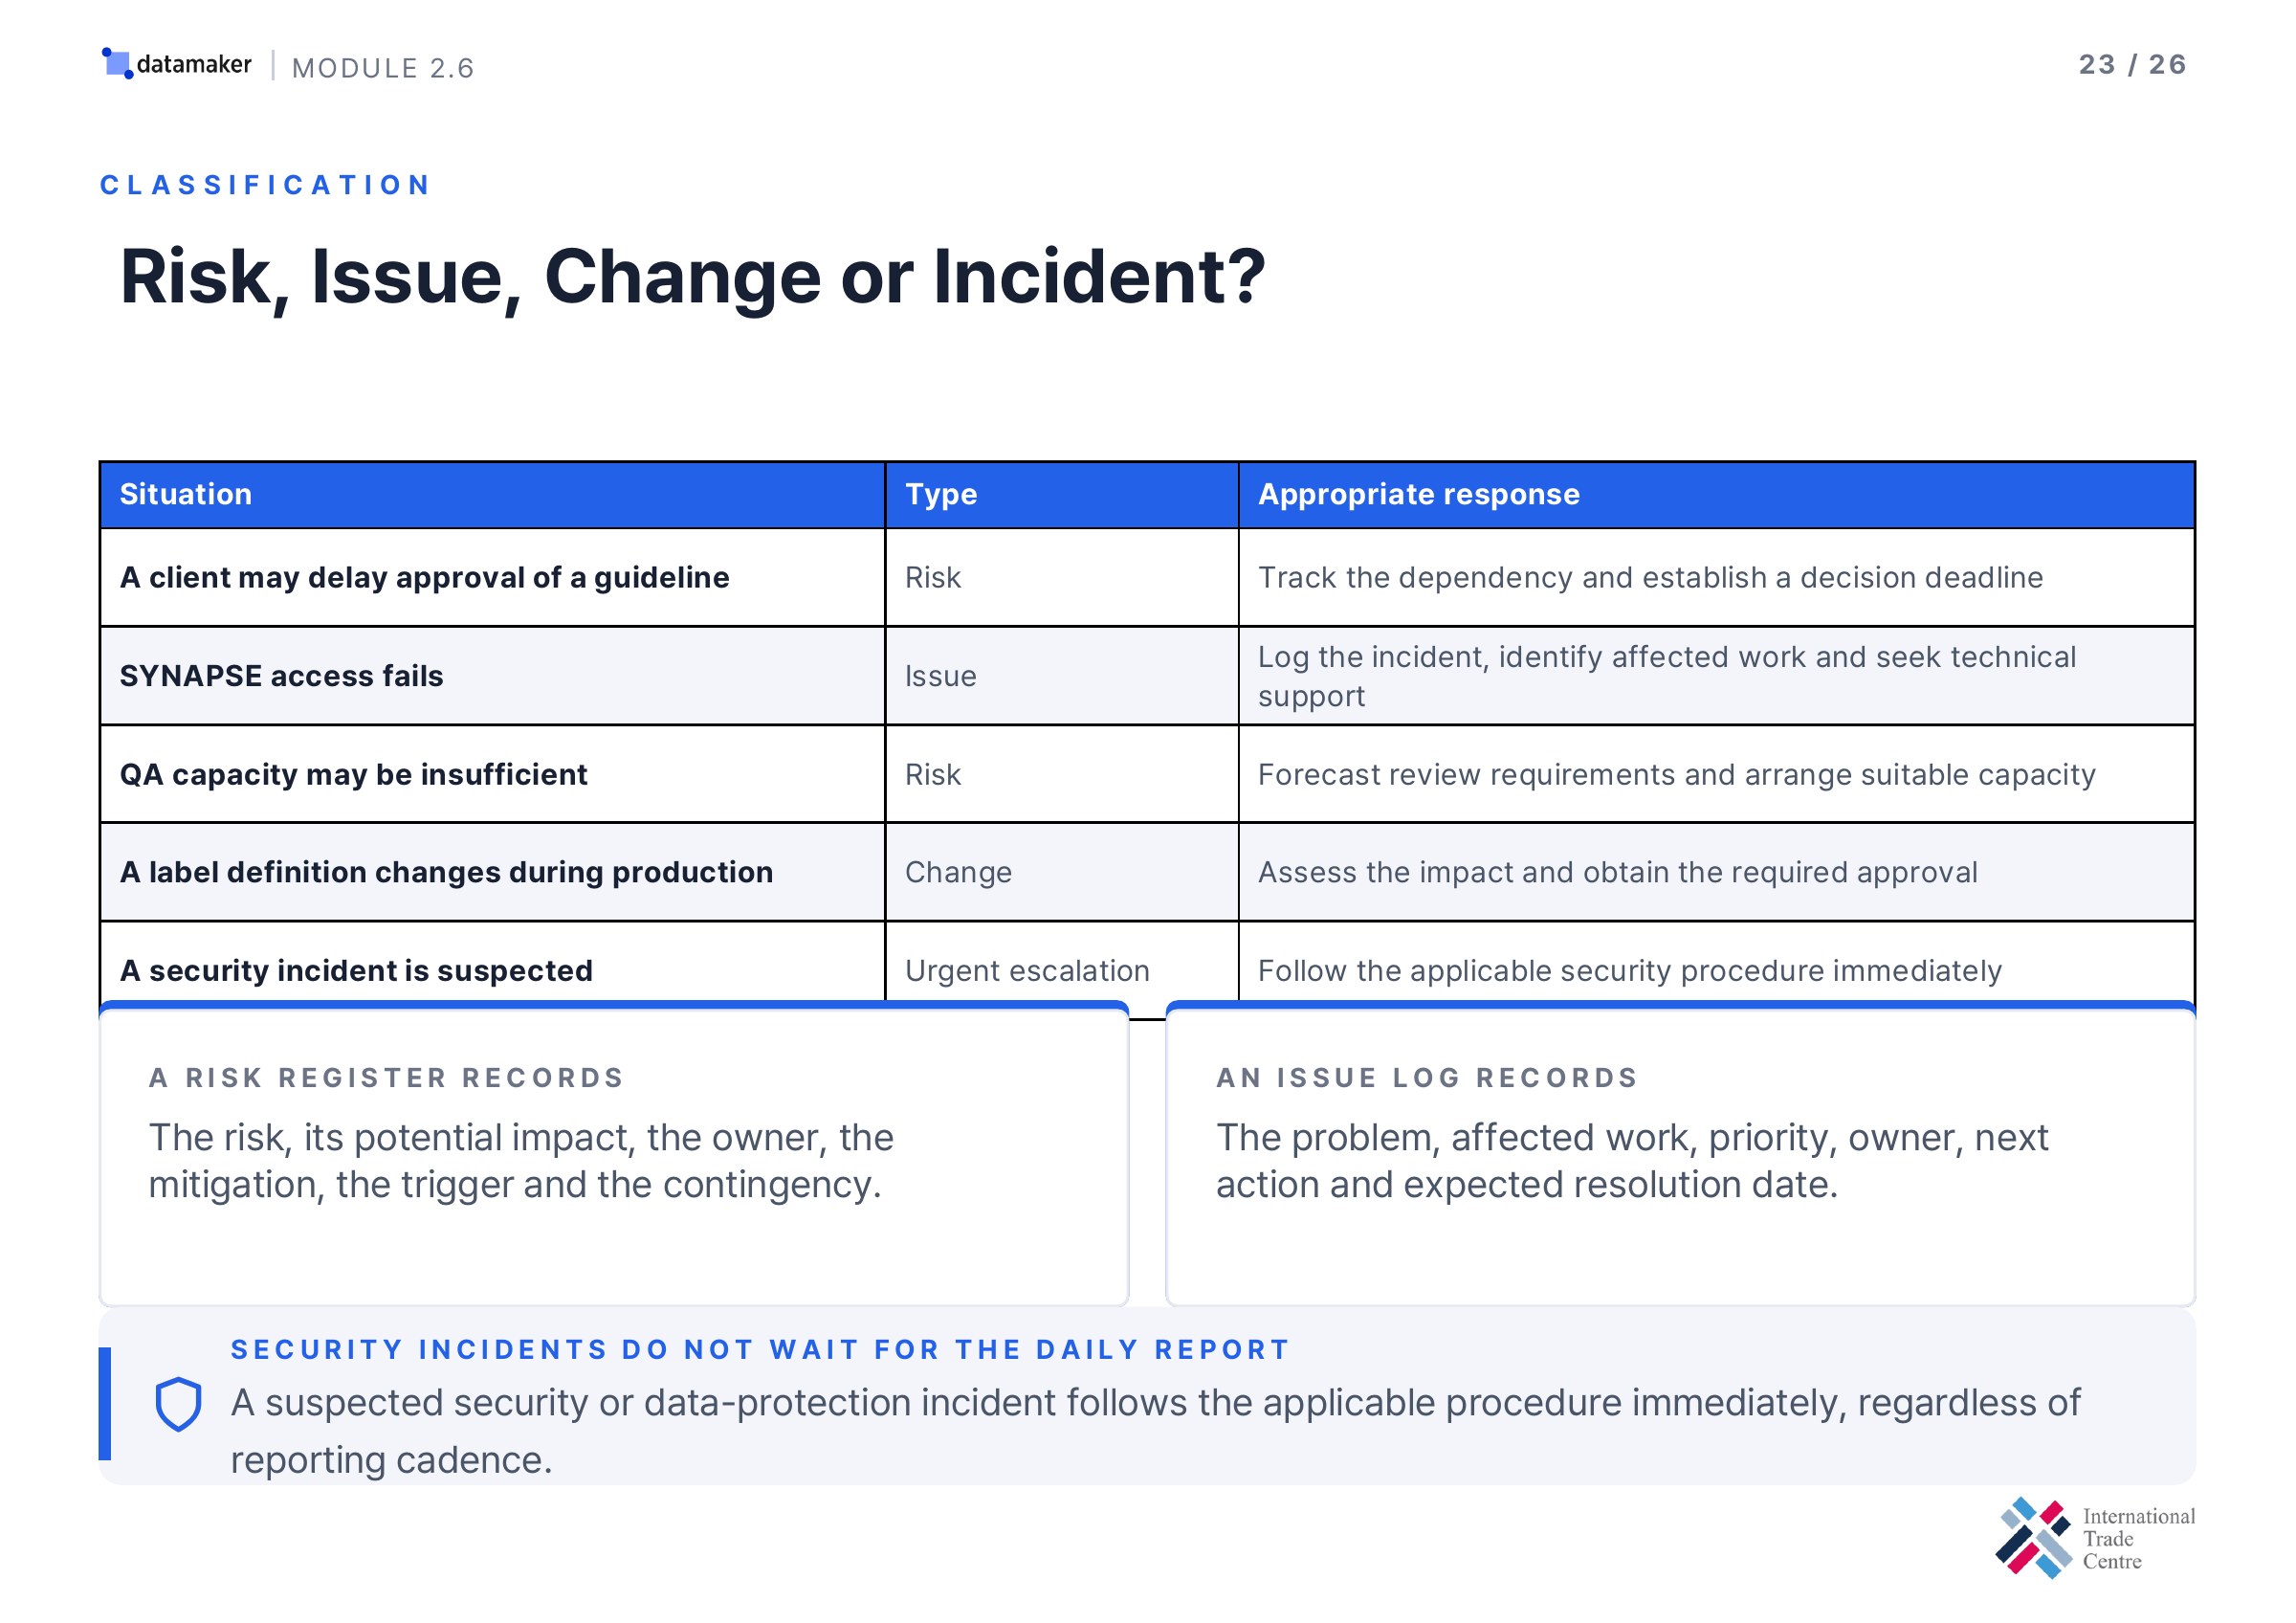 datamaker | MODULE 2.6
23 / 26
CLASSIFICATION
Risk, Issue, Change or Incident?
Situation Type Appropriate response
A client may delay approval of a guideline Risk Track the dependency and establish a decision deadline
SYNAPSE access fails Issue Log the incident, identify affected work and seek technical
support
QA capacity may be insufficient Risk Forecast review requirements and arrange suitable capacity
A label definition changes during production Change Assess the impact and obtain the required approval
A security incident is suspected Urgent escalation Follow the applicable security procedure immediately
A RISK REGISTER RECORDS
The risk, its potential impact, the owner, the
mitigation, the trigger and the contingency.
AN ISSUE LOG RECORDS
The problem, affected work, priority, owner, next
action and expected resolution date.
SECURITY INCIDENTS DO NOT WAIT FOR THE DAILY REPORT
A suspected security or data-protection incident follows the applicable procedure immediately, regardless of
reporting cadence.
International
Trade
Centre